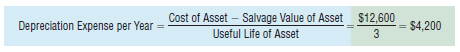 Depreciation Expense per Year = Cost of Asset – Salvage Value of Asset / Useful Life of Asset = $12,600 / 3 = $4,200